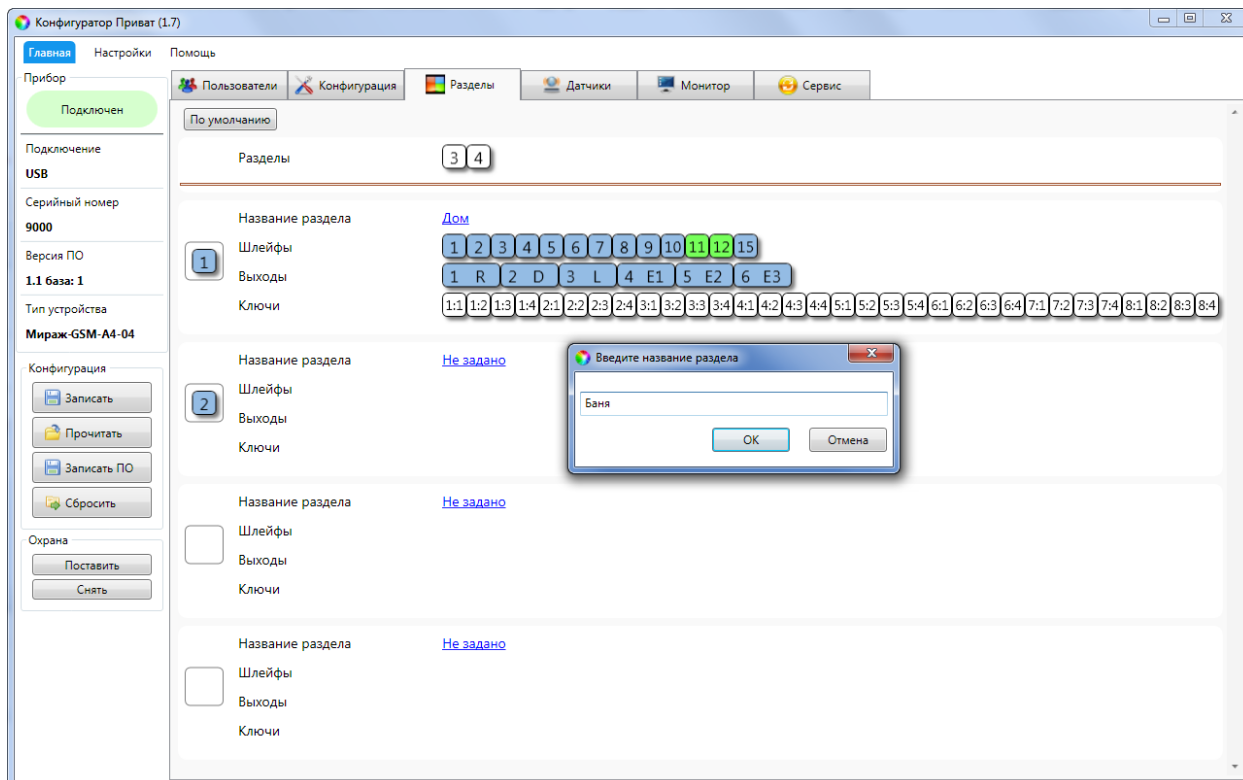 Конфигуратор Приват (1.7)
Главная Настройки Помощь
Прибор
Подключен
Подключение
USB
Серийный номер
9000
Версия ПО
1.1 база: 1
Тип устройства
Мираж-GSM-A4-04
Конфигурация
Записать
Прочитать
Записать ПО
Сбросить
Охрана
Поставить
Снять
Пользователи Конфигурация Разделы Датчики Монитор Сервис
По умолчанию
Разделы 3 4
Название раздела Дом
1
Шлейфы 1 2 3 4 5 6 7 8 9 10 11 12 15
Выходы 1 R 2 D 3 L 4 E1 5 E2 6 E3
Ключи 1:1 1:2 1:3 1:4 2:1 2:2 2:3 2:4 3:1 3:2 3:3 3:4 4:1 4:2 4:3 4:4 5:1 5:2 5:3 5:4 6:1 6:2 6:3 6:4 7:1 7:2 7:3 7:4 8:1 8:2 8:3 8:4
Название раздела Не задано
2
Шлейфы
Выходы
Ключи
Введите название раздела
Баня
OK Отмена
Название раздела Не задано
Шлейфы
Выходы
Ключи
Название раздела Не задано
Шлейфы
Выходы
Ключи